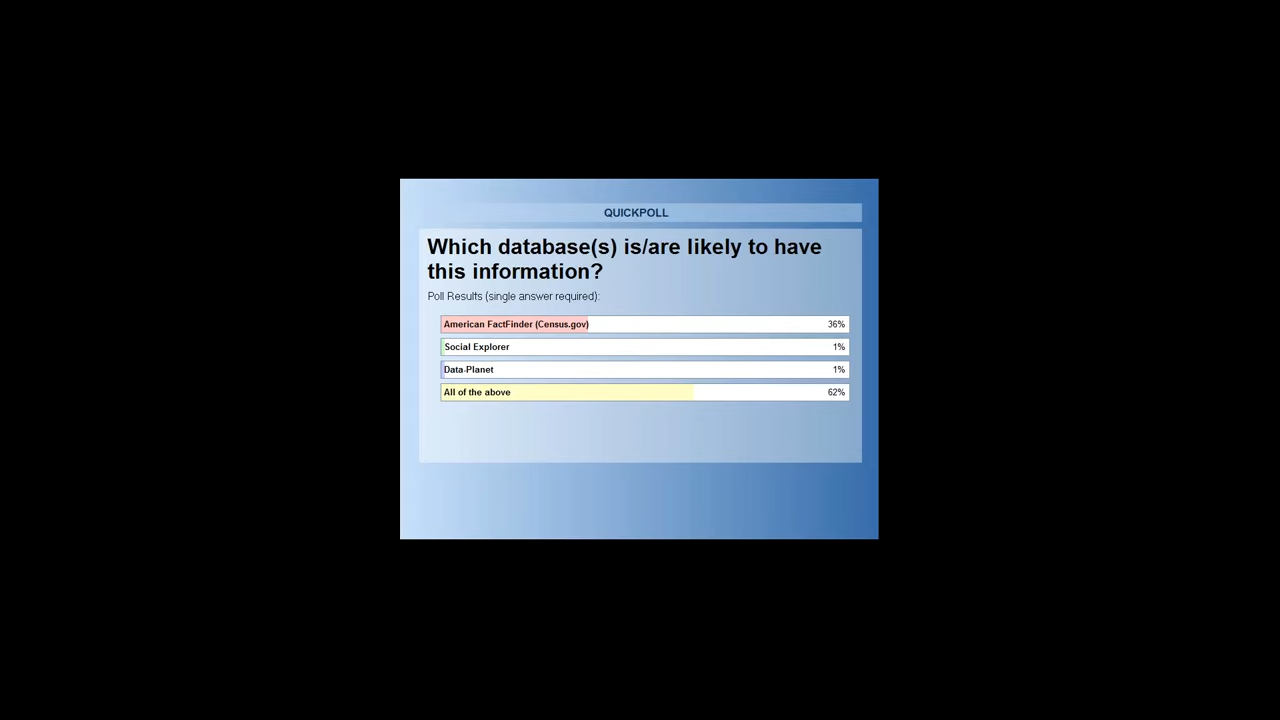 QUICKPOLL
Which database(s) is/are likely to have
this information?
Poll Results (single answer required):
American FactFinder (Census.gov) 36%
Social Explorer 1%
Data-Planet 1%
All of the above 62%